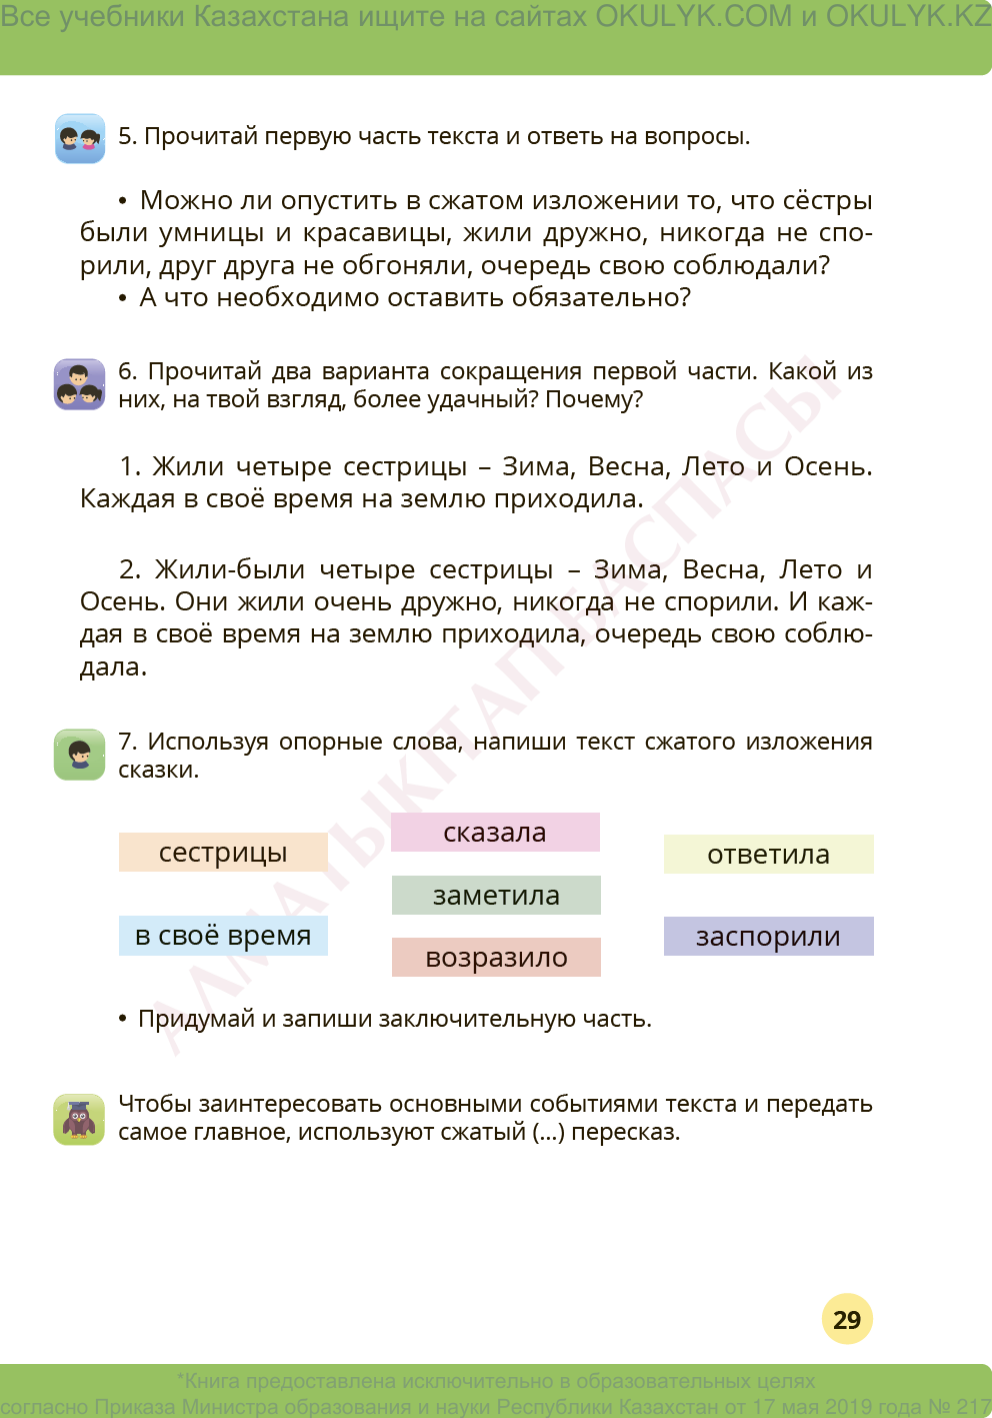 Все учебники Казахстана ищите на сайтах OKULYK.COM и OKULYK.KZ
5. Прочитай первую часть текста и ответь на вопросы.
• Можно ли опустить в сжатом изложении то, что сёстры
были умницы и красавицы, жили дружно, никогда не спо-
рили, друг друга не обгоняли, очередь свою соблюдали?
• А что необходимо оставить обязательно?
6. Прочитай два варианта сокращения первой части. Какой из
них, на твой взгляд, более удачный? Почему?
1. Жили четыре сестрицы – Зима, Весна, Лето и Осень.
Каждая в своё время на землю приходила.
2. Жили-были четыре сестрицы – Зима, Весна, Лето и
Осень. Они жили очень дружно, никогда не спорили. И каж-
дая в своё время на землю приходила, очередь свою соблю-
дала.
7. Используя опорные слова, напиши текст сжатого изложения
сказки.
сестрицы
сказала
ответила
заметила
в своё время
заспорили
возразило
• Придумай и запиши заключительную часть.
Чтобы заинтересовать основными событиями текста и передать
самое главное, используют сжатый (...) пересказ.
АЛМАТЫКІТАП БАСПАСЫ
29
*Книга предоставлена исключительно в образовательных целях
согласно Приказа Министра образования и науки Республики Казахстан от 17 мая 2019 года № 217